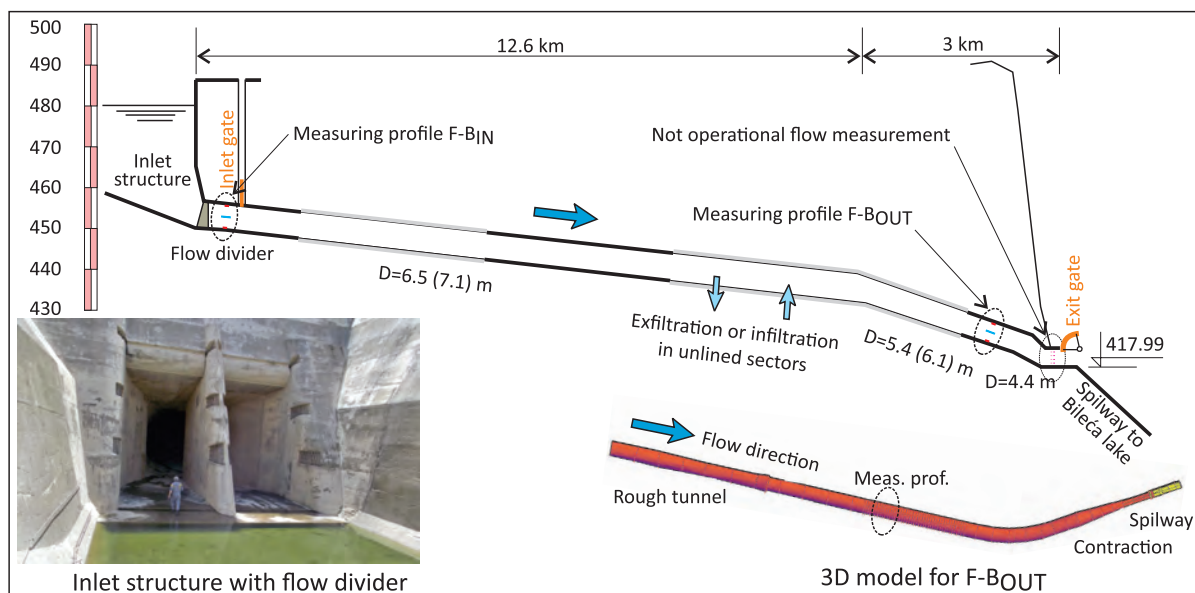 500
490
480
470
460
450
440
430
12.6 km
3 km
Inlet gate
Measuring profile F-BIN
Not operational flow measurement
Inlet
structure
Measuring profile F-BOUT
Flow divider
D=6.5 (7.1) m
Exfiltration or infiltration
in unlined sectors
D=5.4 (6.1) m
D=4.4 m
Exit gate
417.99
Spilway to
Bileća lake
Flow direction
Meas. prof.
Rough tunnel
Spilway
Contraction
Inlet structure with flow divider
3D model for F-BOUT